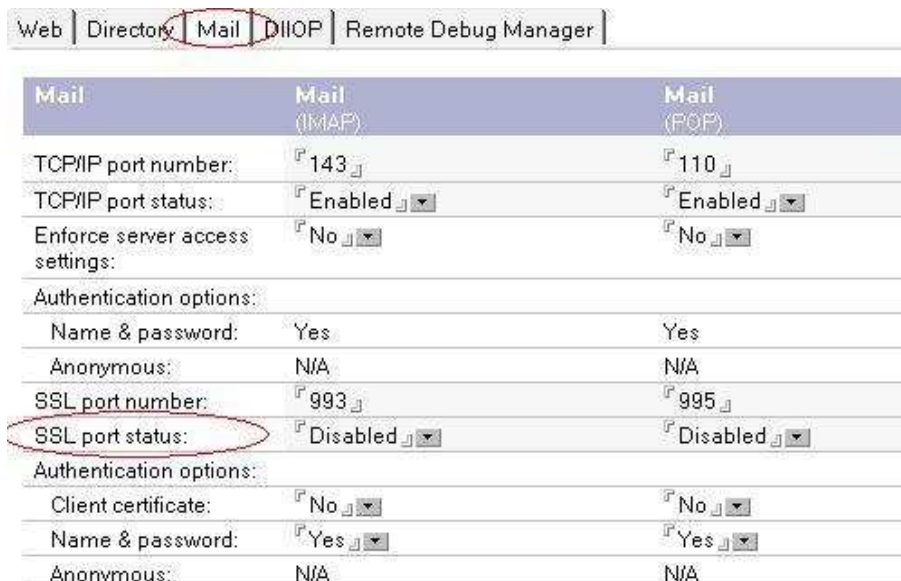 Web | Directory | Mail | DIIOP | Remote Debug Manager |
Mail Mail Mail
(IMAP) (POP)
TCP/IP port number: 143 110
TCP/IP port status: Enabled Enabled
Enforce server access No No
settings:
Authentication options:
Name & password: Yes Yes
Anonymous: N/A N/A
SSL port number: 993 995
SSL port status: Disabled Disabled
Authentication options:
Client certificate: No No
Name & password: Yes Yes
Anonymous: N/A N/A